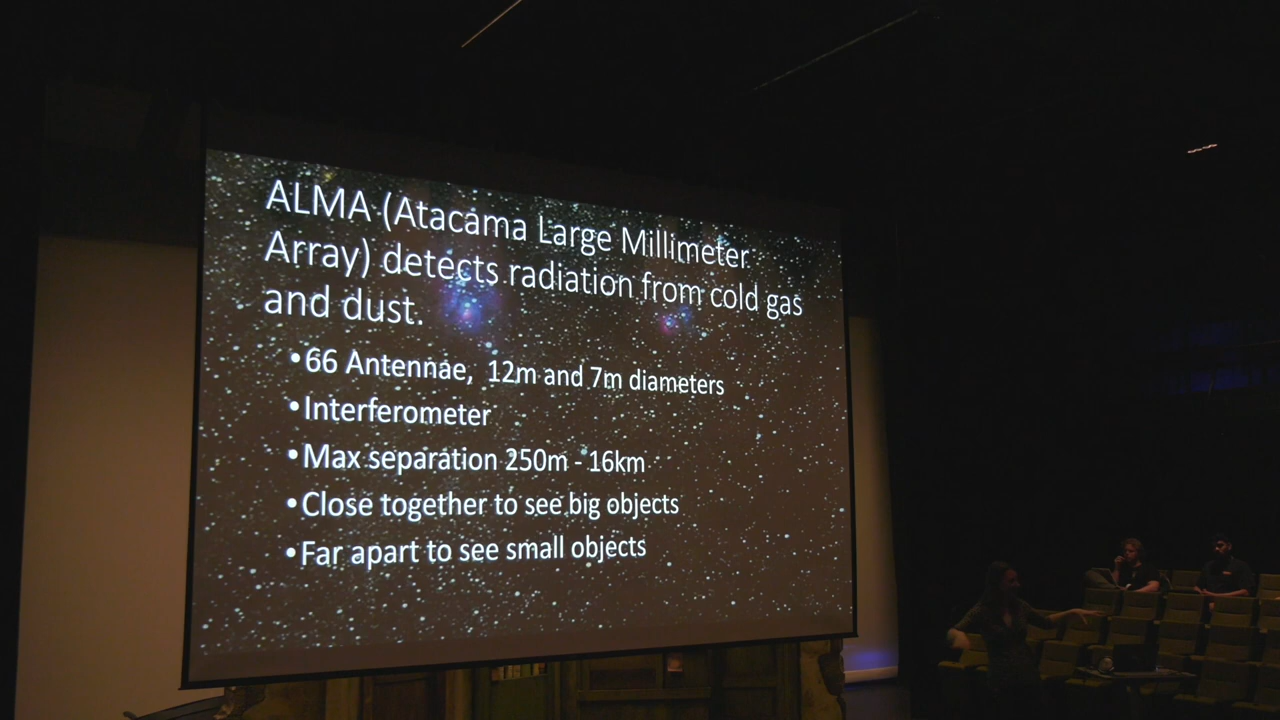 ALMA (Atacama Large Millimeter
Array) detects radiation from cold gas
and dust.
•66 Antennae, 12m and 7m diameters
•Interferometer
•Max separation 250m - 16km
•Close together to see big objects
•Far apart to see small objects